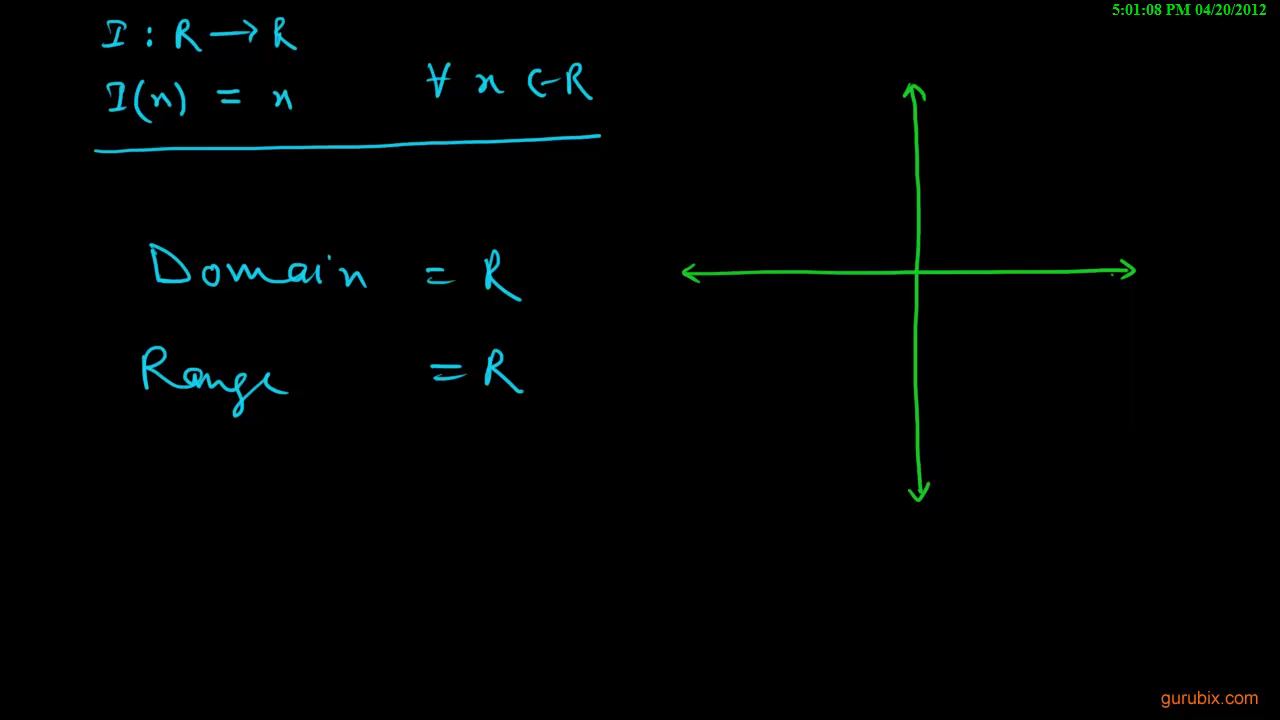 5:01:08 PM 04/20/2012
I : R → R
I(x) = x ∀ x ∈ R
Domain = R
Range = R
gurubix.com